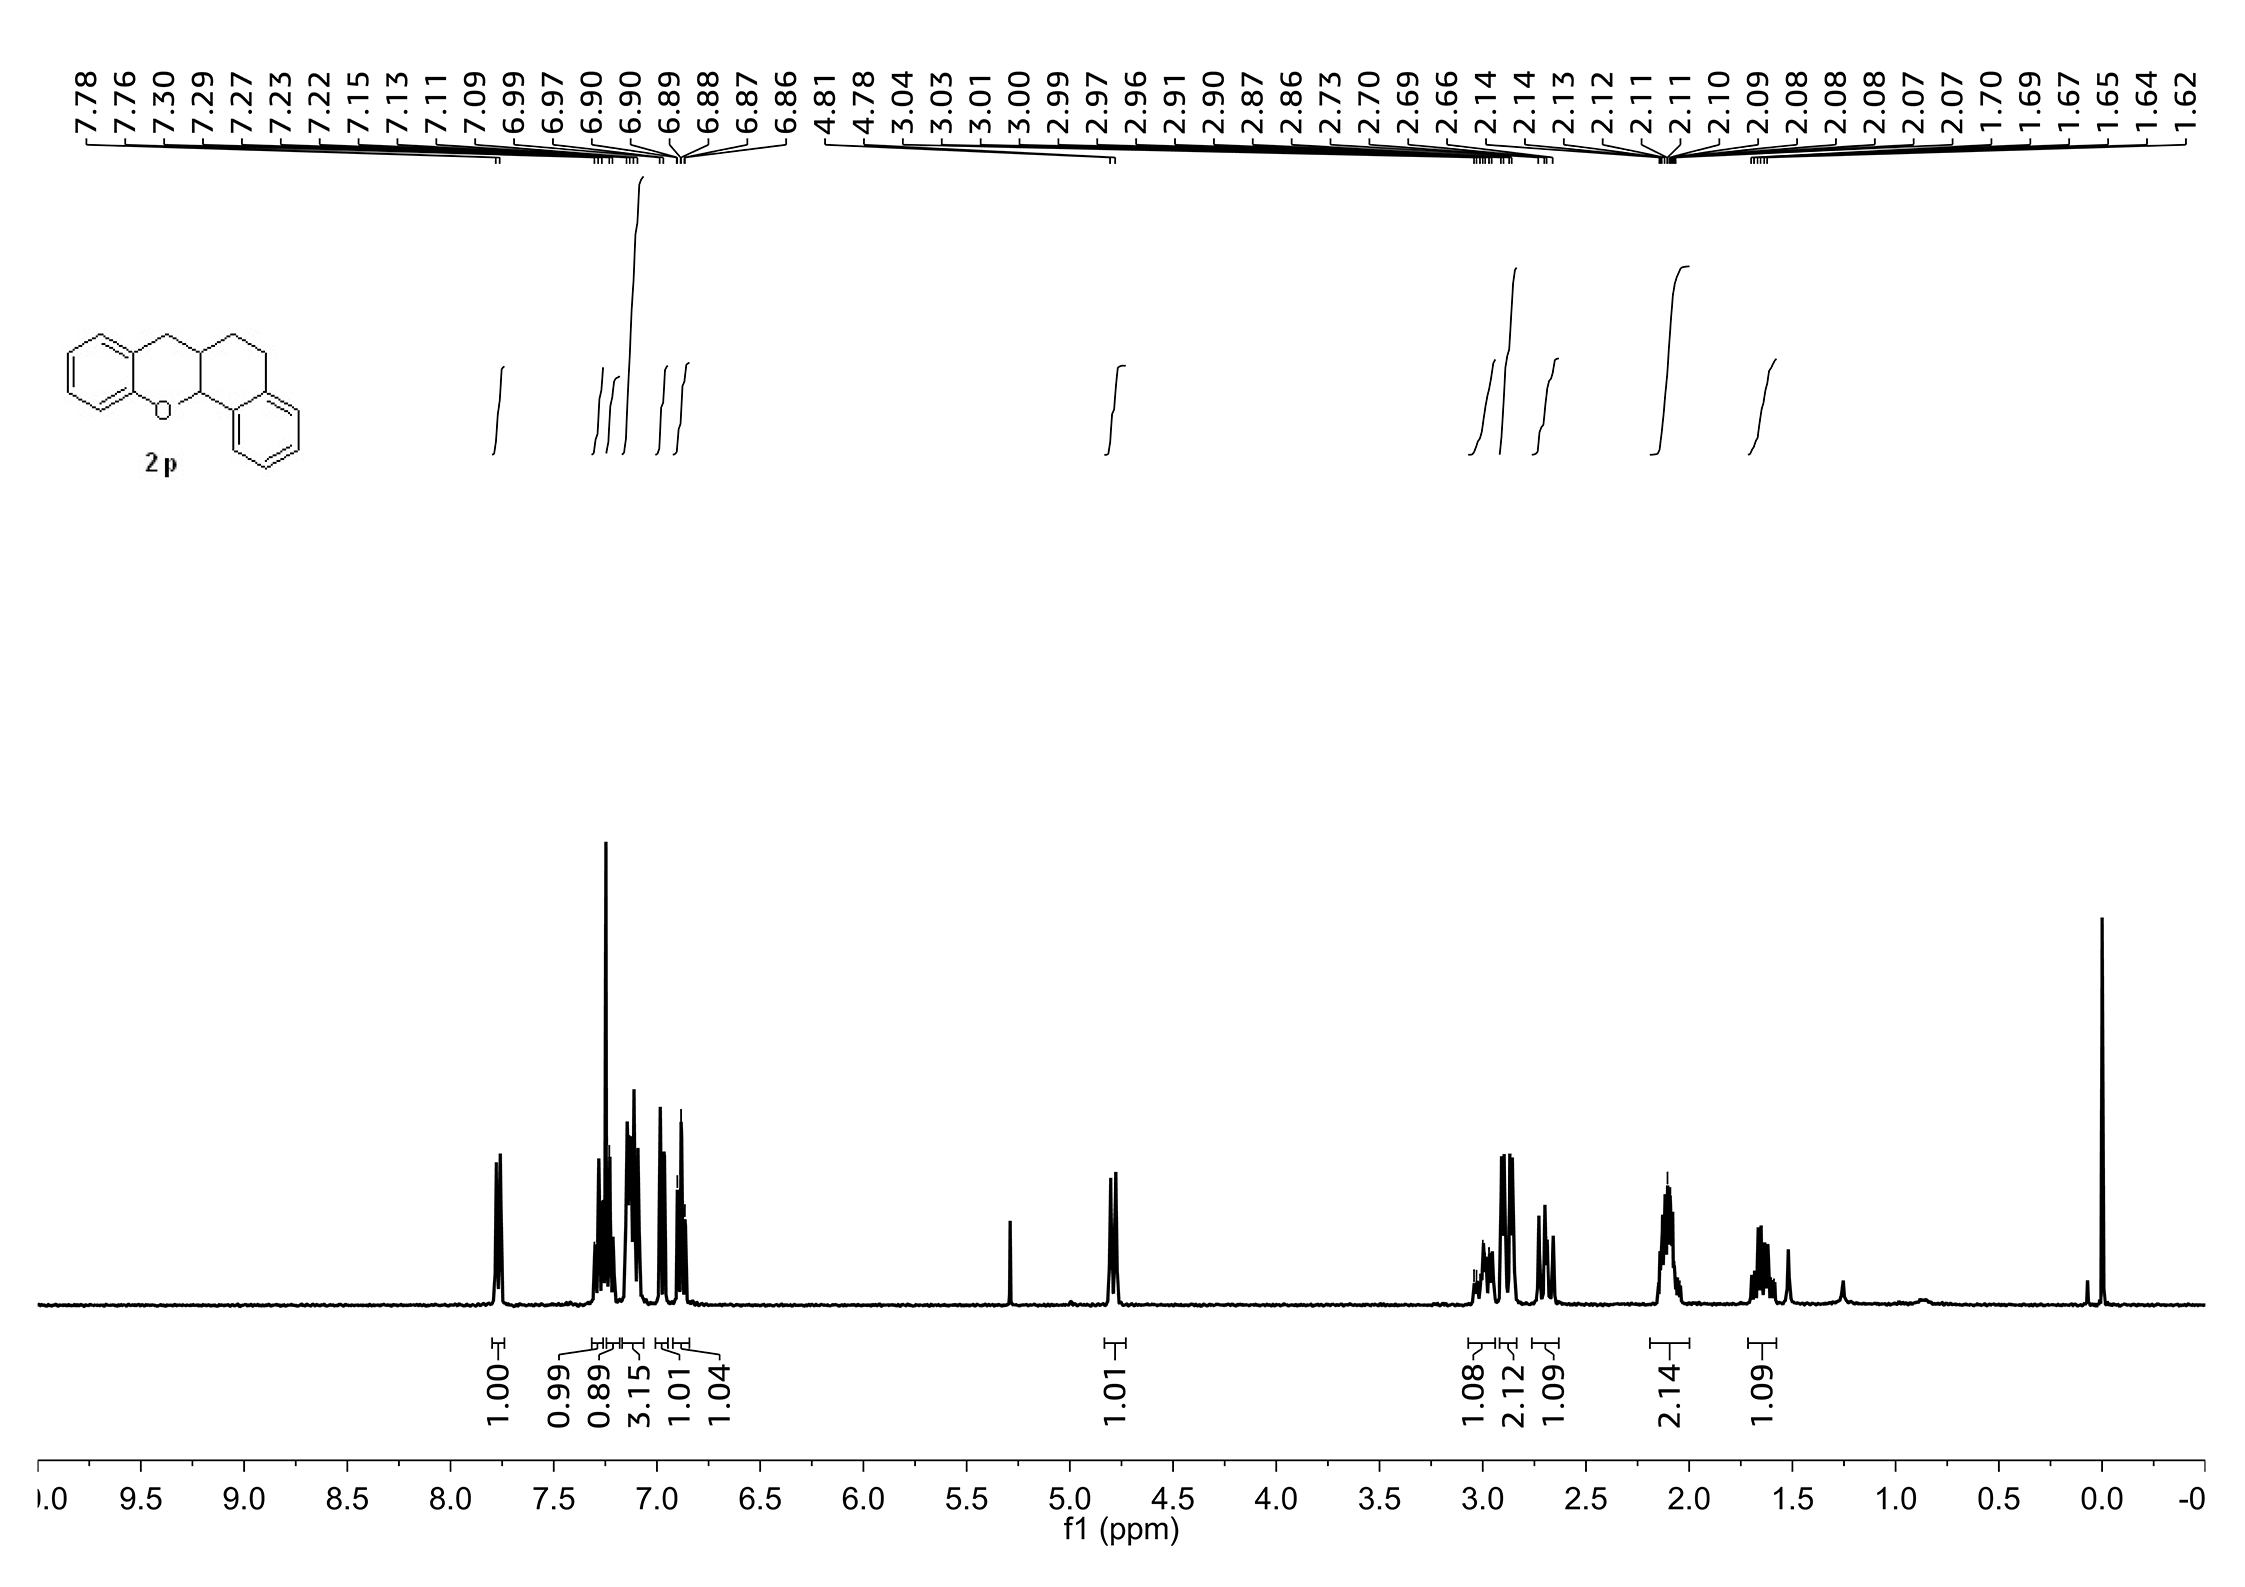 7.78 7.76 7.30 7.29 7.27 7.23 7.22 7.15 7.13 7.11 7.09 6.99 6.97 6.90 6.90 6.89 6.88 6.87 6.86 4.81 4.78 3.04 3.03 3.01 3.00 2.99 2.97 2.96 2.91 2.90 2.87 2.86 2.73 2.70 2.69 2.66 2.14 2.14 2.13 2.12 2.11 2.11 2.10 2.09 2.08 2.08 2.08 2.07 2.07 1.70 1.69 1.67 1.65 1.64 1.62
O
2p
1.00 0.99 0.89 3.15 1.01 1.04 1.01 1.08 2.12 1.09 2.14 1.09
).0 9.5 9.0 8.5 8.0 7.5 7.0 6.5 6.0 5.5 5.0 4.5 4.0 3.5 3.0 2.5 2.0 1.5 1.0 0.5 0.0 -0
f1 (ppm)